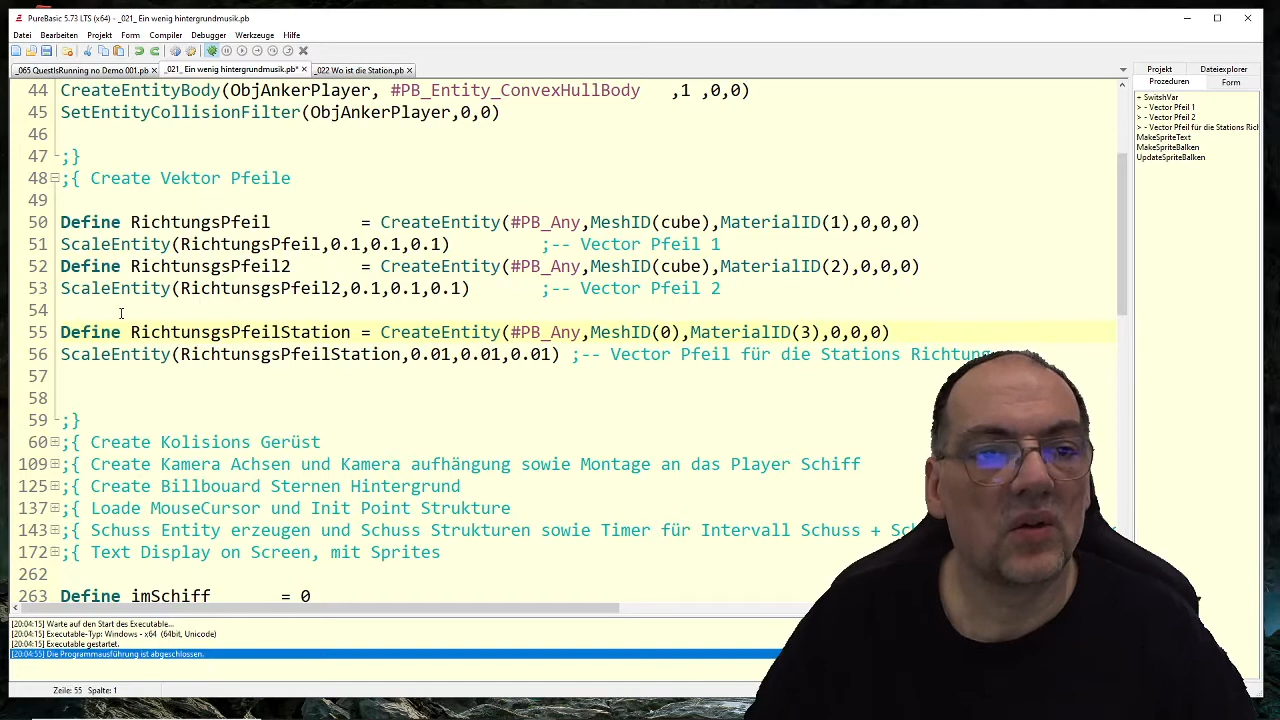 PureBasic 5.73 LTS (x64) - _021_ Ein wenig hintergrundmusik.pb
Datei Bearbeiten Projekt Form Compiler Debugger Werkzeuge Hilfe
_065 QuestIsRunning no Demo 001.pb × _021_ Ein wenig hintergrundmusik.pb* × _022 Wo ist die Station.pb ×
44 CreateEntityBody(ObjAnkerPlayer, #PB_Entity_ConvexHullBody ,1 ,0,0)
45 SetEntityCollisionFilter(ObjAnkerPlayer,0,0)
46
47 ;}
48 ;{ Create Vektor Pfeile
49
50 Define RichtungsPfeil = CreateEntity(#PB_Any,MeshID(cube),MaterialID(1),0,0,0)
51 ScaleEntity(RichtungsPfeil,0.1,0.1,0.1) ;-- Vector Pfeil 1
52 Define RichtunsgsPfeil2 = CreateEntity(#PB_Any,MeshID(cube),MaterialID(2),0,0,0)
53 ScaleEntity(RichtunsgsPfeil2,0.1,0.1,0.1) ;-- Vector Pfeil 2
54
55 Define RichtunsgsPfeilStation = CreateEntity(#PB_Any,MeshID(0),MaterialID(3),0,0,0)
56 ScaleEntity(RichtunsgsPfeilStation,0.01,0.01,0.01) ;-- Vector Pfeil für die Stations Richtung
57
58
59 ;}
60 ;{ Create Kolisions Gerüst
109 ;{ Create Kamera Achsen und Kamera aufhängung sowie Montage an das Player Schiff
125 ;{ Create Billbouard Sternen Hintergrund
137 ;{ Loade MouseCursor und Init Point Strukture
143 ;{ Schuss Entity erzeugen und Schuss Strukturen sowie Timer für Intervall Schuss +
172 ;{ Text Display on Screen, mit Sprites
262
263 Define imSchiff = 0
Projekt Dateiexplorer
Prozeduren Form
+ SwitshVar
> - Vector Pfeil 1
> - Vector Pfeil 2
> - Vector Pfeil für die Stations Rich
MakeSpriteText
MakeSpriteBalken
UpdateSpriteBalken
[20:04:15] Warte auf den Start des Executable...
[20:04:15] Executable-Typ: Windows - x64 (64bit, Unicode)
[20:04:15] Executable gestartet.
[20:04:55] Die Programmausführung ist abgeschlossen.
Zeile: 55 Spalte: 1